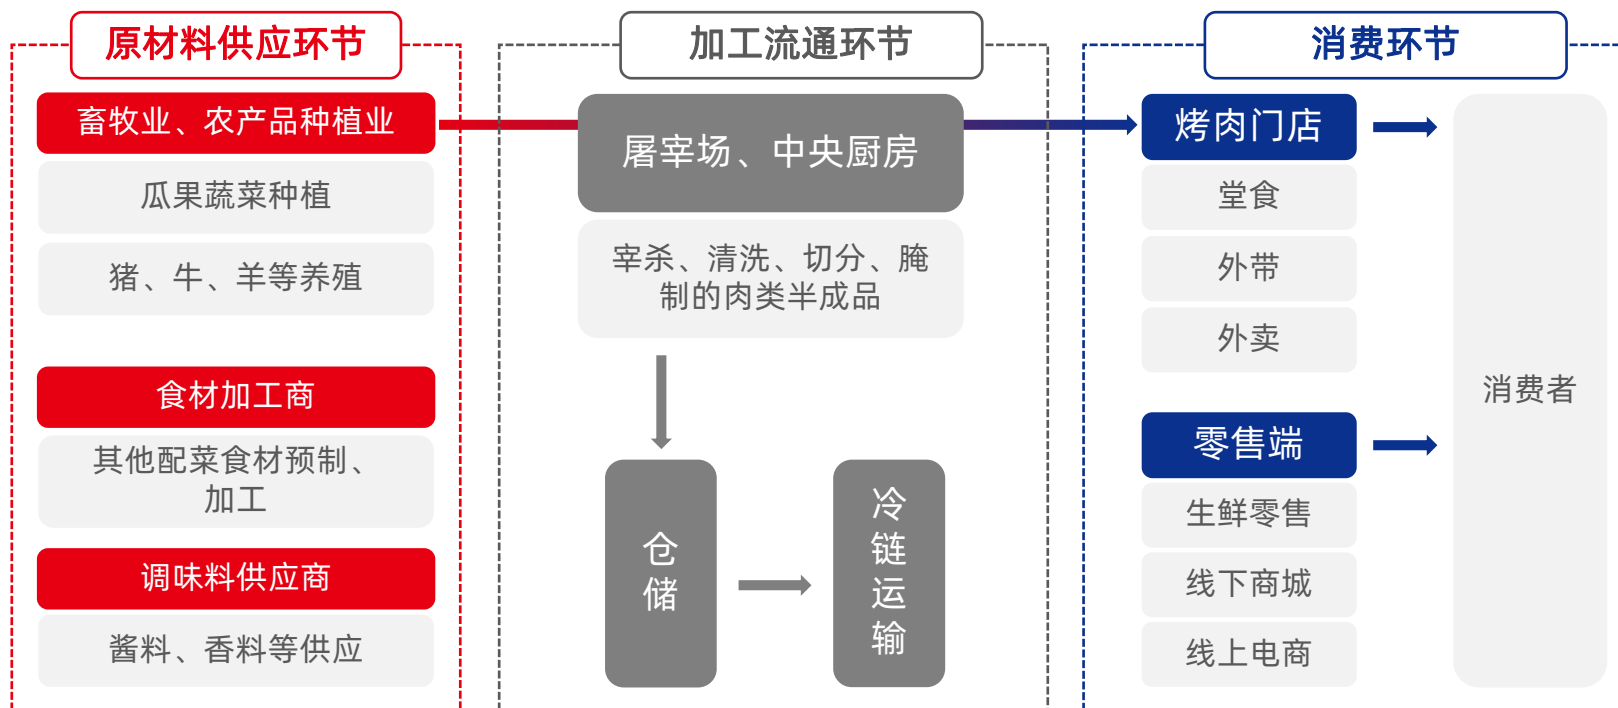 原材料供应环节
畜牧业、农产品种植业
瓜果蔬菜种植
猪、牛、羊等养殖
食材加工商
其他配菜食材预制、
加工
调味料供应商
酱料、香料等供应
加工流通环节
屠宰场、中央厨房
宰杀、清洗、切分、腌
制的肉类半成品
仓储
冷链运输
消费环节
烤肉门店
堂食
外带
外卖
零售端
生鲜零售
线下商城
线上电商
消费者